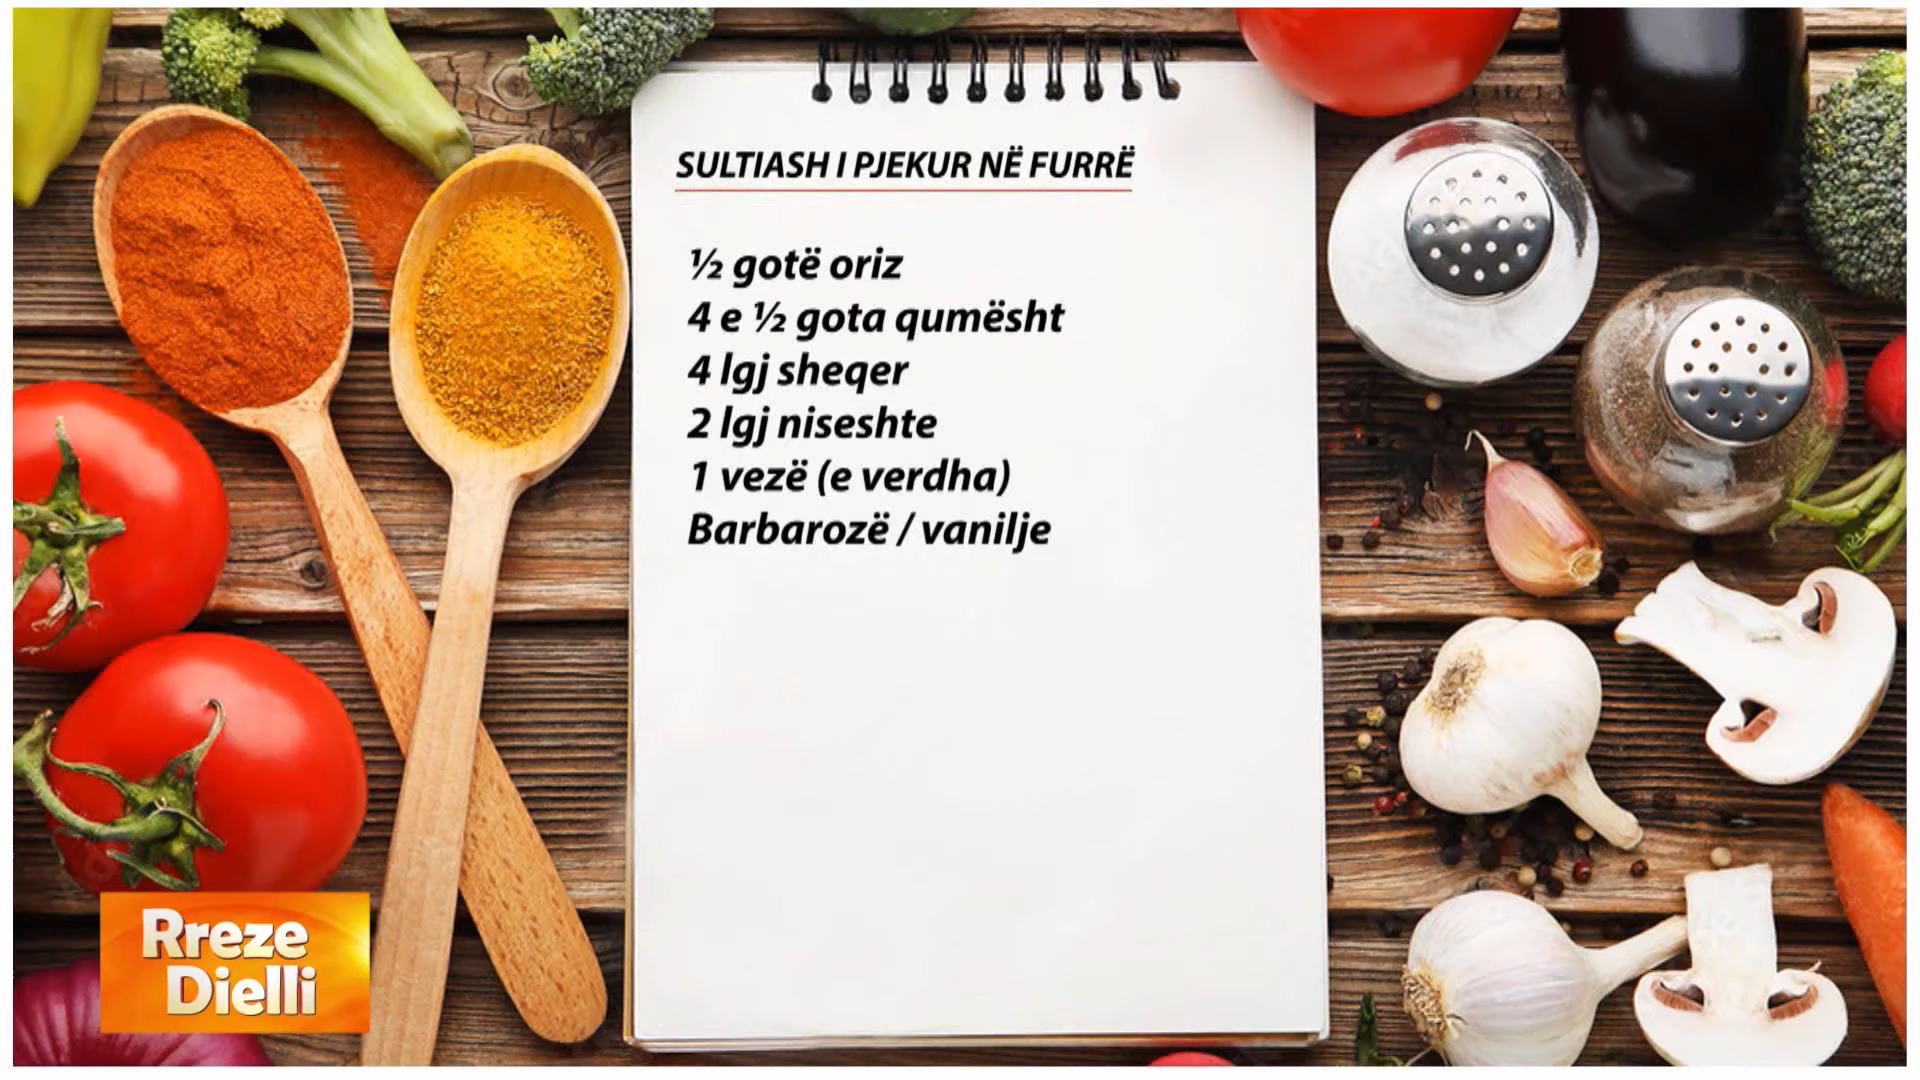 SULTIASH I PJEKUR NË FURRË
½ gotë oriz
4 e ½ gota qumësht
4 lgj sheqer
2 lgj niseshte
1 vezë (e verdha)
Barbarozë / vanilje
Rreze
Dielli